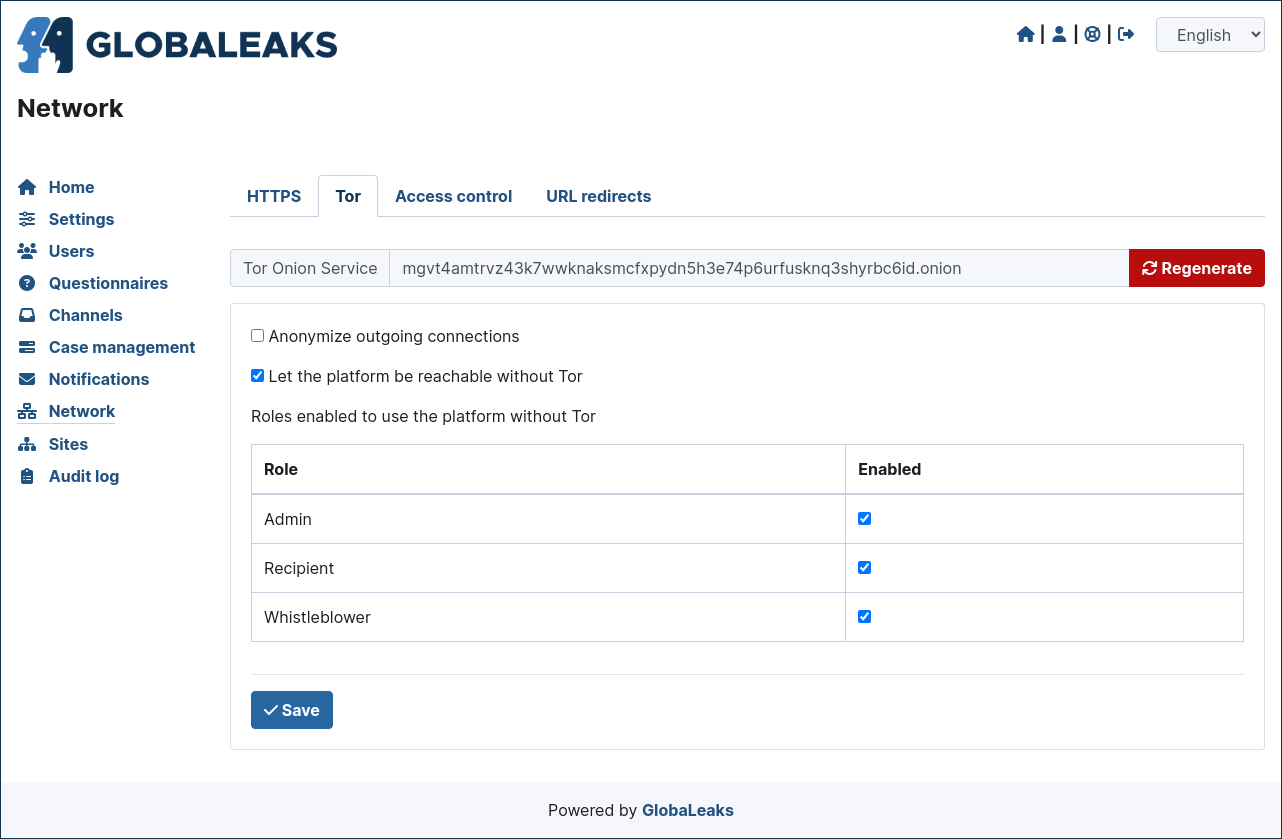 GLOBALEAKS
| | |
English
Network
Home
Settings
Users
Questionnaires
Channels
Case management
Notifications
Network
Sites
Audit log
HTTPS Tor Access control URL redirects
Tor Onion Service mgvt4amtrvz43k7wwknaksmcfxpydn5h3e74p6urfusknq3shyrbc6id.onion Regenerate
Anonymize outgoing connections
Let the platform be reachable without Tor
Roles enabled to use the platform without Tor
Role Enabled
Admin
Recipient
Whistleblower
Save
Powered by GlobaLeaks